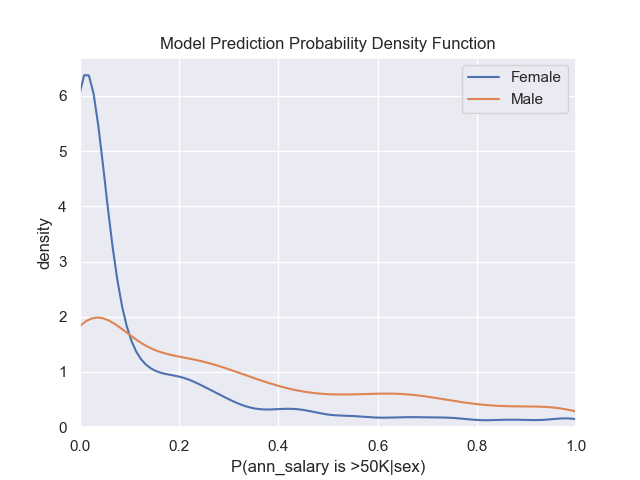 Model Prediction Probability Density Function
Female
Male
density
6
5
4
3
2
1
0
0.0 0.2 0.4 0.6 0.8 1.0
P(ann_salary is >50K|sex)